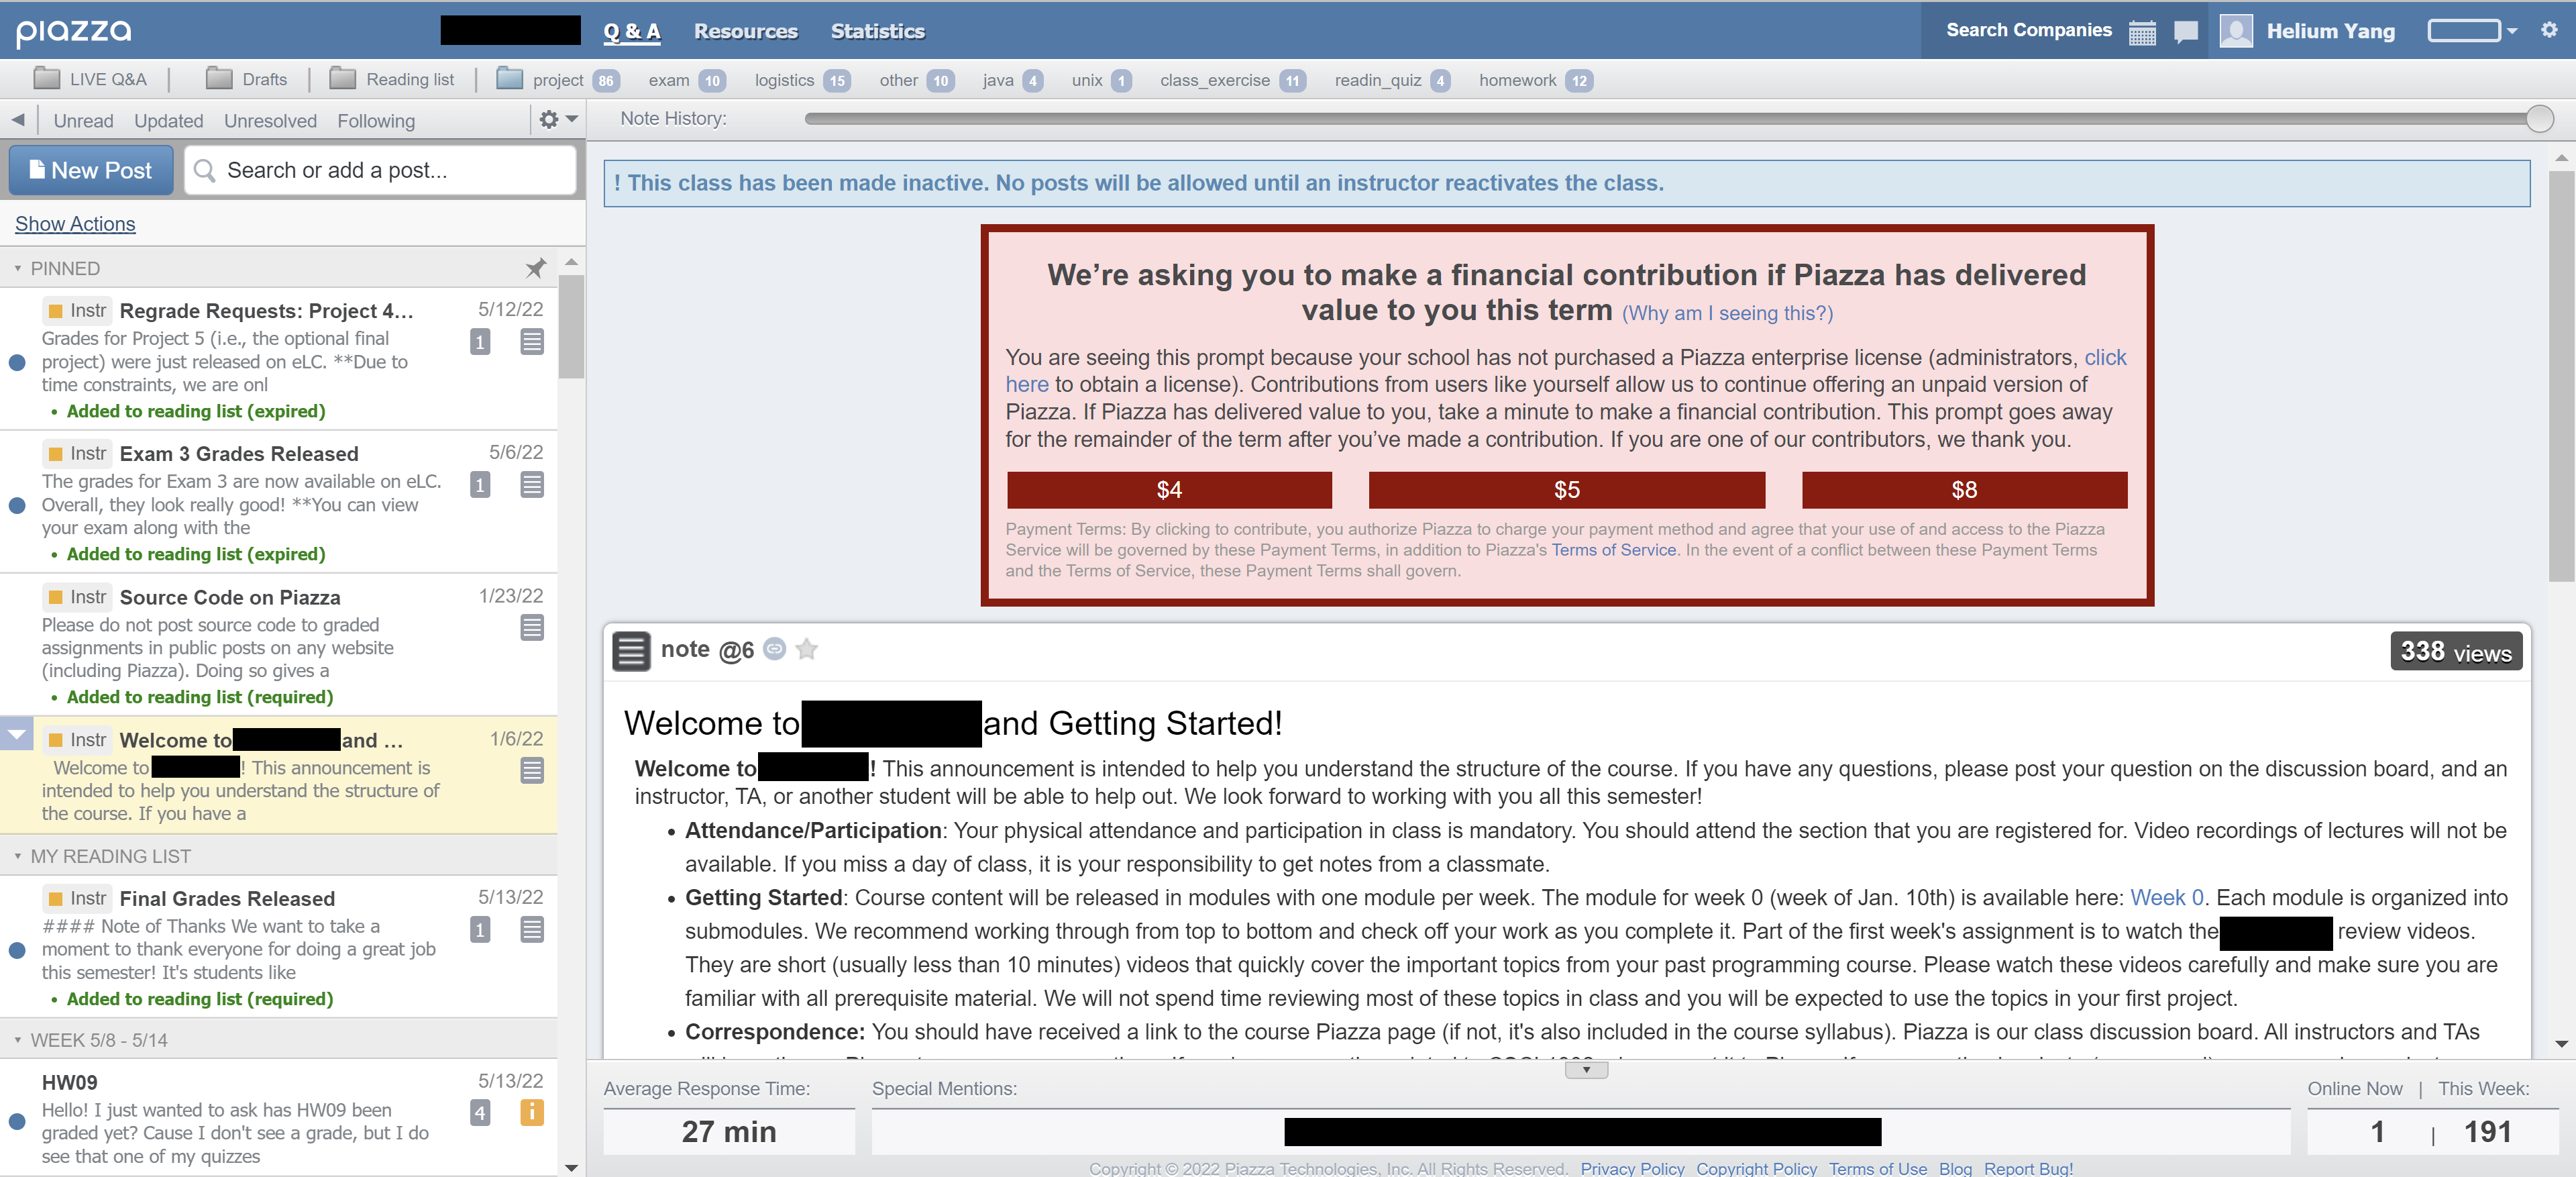 piazza
Q & A Resources Statistics Search Companies Helium Yang
LIVE Q&A | Drafts | Reading list | project 86 exam 10 logistics 15 other 10 java 4 unix 1 class_exercise 11 readin_quiz 4 homework 12
Unread Updated Unresolved Following
Note History:
New Post Search or add a post...
Show Actions
PINNED
Instr Regrade Requests: Project 4... 5/12/22
Grades for Project 5 (i.e., the optional final 1
project) were just released on eLC. **Due to
time constraints, we are onl
• Added to reading list (expired)
Instr Exam 3 Grades Released 5/6/22
The grades for Exam 3 are now available on eLC. 1
Overall, they look really good! **You can view
your exam along with the
• Added to reading list (expired)
Instr Source Code on Piazza 1/23/22
Please do not post source code to graded
assignments in public posts on any website
(including Piazza). Doing so gives a
• Added to reading list (required)
Instr Welcome to and ... 1/6/22
Welcome to ! This announcement is
intended to help you understand the structure of
the course. If you have a
MY READING LIST
Instr Final Grades Released 5/13/22
#### Note of Thanks We want to take a 1
moment to thank everyone for doing a great job
this semester! It's students like
• Added to reading list (required)
WEEK 5/8 - 5/14
HW09 5/13/22
Hello! I just wanted to ask has HW09 been 4 i
graded yet? Cause I don't see a grade, but I do
see that one of my quizzes
! This class has been made inactive. No posts will be allowed until an instructor reactivates the class.
We're asking you to make a financial contribution if Piazza has delivered
value to you this term (Why am I seeing this?)
You are seeing this prompt because your school has not purchased a Piazza enterprise license (administrators, click
here to obtain a license). Contributions from users like yourself allow us to continue offering an unpaid version of
Piazza. If Piazza has delivered value to you, take a minute to make a financial contribution. This prompt goes away
for the remainder of the term after you've made a contribution. If you are one of our contributors, we thank you.
$4 $5 $8
Payment Terms: By clicking to contribute, you authorize Piazza to charge your payment method and agree that your use of and access to the Piazza
Service will be governed by these Payment Terms, in addition to Piazza's Terms of Service. In the event of a conflict between these Payment Terms
and the Terms of Service, these Payment Terms shall govern.
note @6 338 views
Welcome to and Getting Started!
Welcome to ! This announcement is intended to help you understand the structure of the course. If you have any questions, please post your question on the discussion board, and an
instructor, TA, or another student will be able to help out. We look forward to working with you all this semester!
• Attendance/Participation: Your physical attendance and participation in class is mandatory. You should attend the section that you are registered for. Video recordings of lectures will not be
available. If you miss a day of class, it is your responsibility to get notes from a classmate.
• Getting Started: Course content will be released in modules with one module per week. The module for week 0 (week of Jan. 10th) is available here: Week 0. Each module is organized into
submodules. We recommend working through from top to bottom and check off your work as you complete it. Part of the first week's assignment is to watch the review videos.
They are short (usually less than 10 minutes) videos that quickly cover the important topics from your past programming course. Please watch these videos carefully and make sure you are
familiar with all prerequisite material. We will not spend time reviewing most of these topics in class and you will be expected to use the topics in your first project.
• Correspondence: You should have received a link to the course Piazza page (if not, it's also included in the course syllabus). Piazza is our class discussion board. All instructors and TAs
Average Response Time: Special Mentions: Online Now | This Week:
27 min 1 | 191
Copyright © 2022 Piazza Technologies, Inc. All Rights Reserved. Privacy Policy Copyright Policy Terms of Use Blog Report Bug!